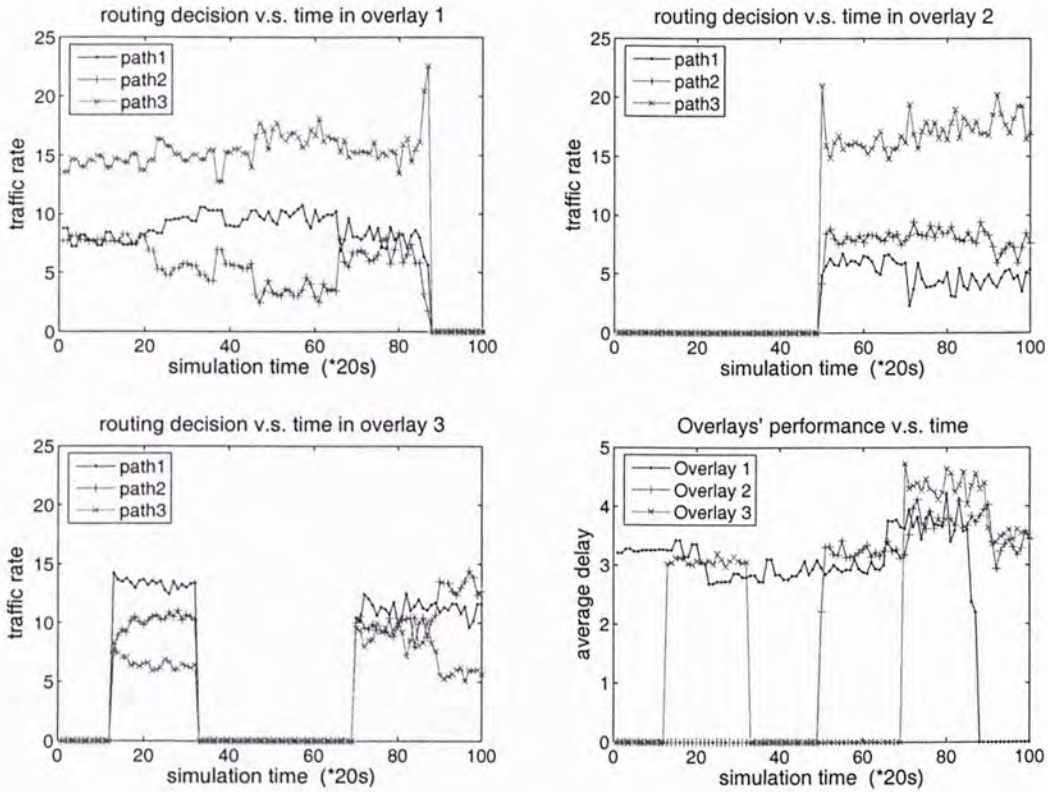 routing decision v.s. time in overlay 1
25
20
15
10
5
0
traffic rate
path1
path2
path3
0 20 40 60 80 100
simulation time (*20s)
routing decision v.s. time in overlay 2
25
20
15
10
5
0
traffic rate
path1
path2
path3
0 20 40 60 80 100
simulation time (*20s)
routing decision v.s. time in overlay 3
25
20
15
10
5
0
traffic rate
path1
path2
path3
0 20 40 60 80 100
simulation time (*20s)
Overlays' performance v.s. time
5
4
3
2
1
0
average delay
Overlay 1
Overlay 2
Overlay 3
0 20 40 60 80 100
simulation time (*20s)